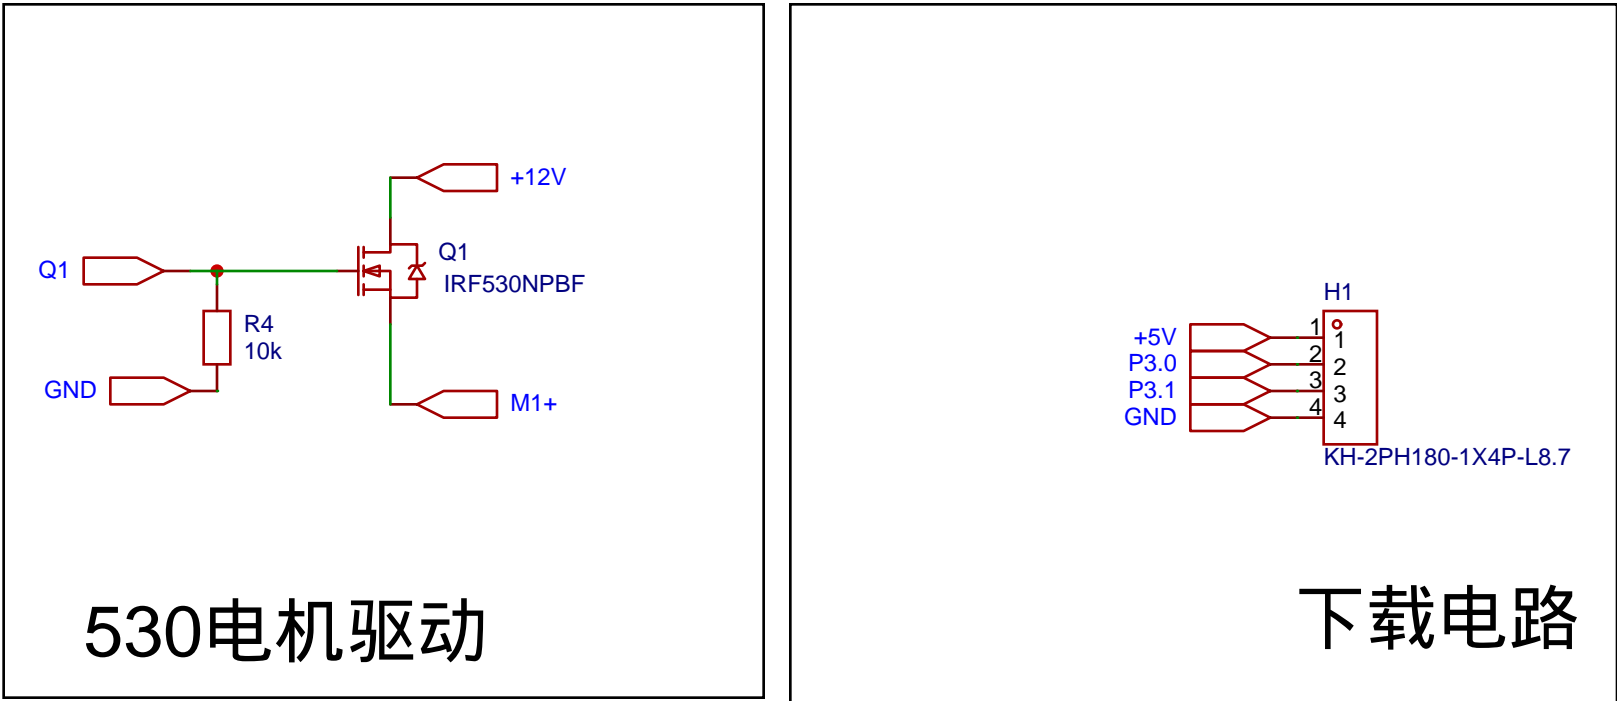 +12V
Q1
Q1
IRF530NPBF
R4
10k
GND
M1+
530电机驱动
H1
+5V
1
1
P3.0
2
2
P3.1
3
3
GND
4
4
KH-2PH180-1X4P-L8.7
下载电路